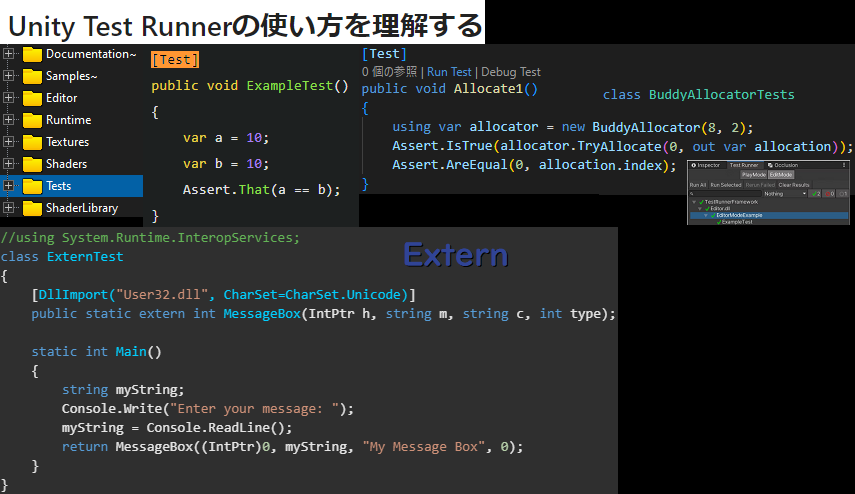 Unity Test Runnerの使い方を理解する
Documentation~
Samples~
Editor
Runtime
Textures
Shaders
Tests
ShaderLibrary
[Test]
public void ExampleTest()
{
var a = 10;
var b = 10;
Assert.That(a == b);
}
[Test]
0 個の参照 | Run Test | Debug Test
public void Allocate1()
{
using var allocator = new BuddyAllocator(8, 2);
Assert.IsTrue(allocator.TryAllocate(0, out var allocation));
Assert.AreEqual(0, allocation.index);
}
class BuddyAllocatorTests
Inspector Test Runner Occlusion
PlayMode EditMode
Run All Run Selected Rerun Failed Clear Results
Nothing 2 0
TestRunnerFramework
Editor.dll
EditorModeExample
ExampleTest
//using System.Runtime.InteropServices;
class ExternTest
{
[DllImport("User32.dll", CharSet=CharSet.Unicode)]
public static extern int MessageBox(IntPtr h, string m, string c, int type);
static int Main()
{
string myString;
Console.Write("Enter your message: ");
myString = Console.ReadLine();
return MessageBox((IntPtr)0, myString, "My Message Box", 0);
}
}
Extern